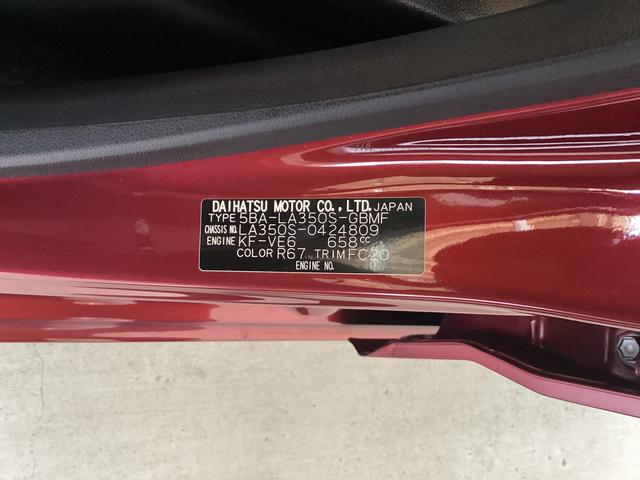 DAIHATSU MOTOR CO., LTD. JAPAN
TYPE 5BA-LA350S-GBMF
CHASSIS NO. LA350S-0424809
ENGINE KF-VE6 658CC
COLOR R67 TRIM FC20
ENGINE NO.